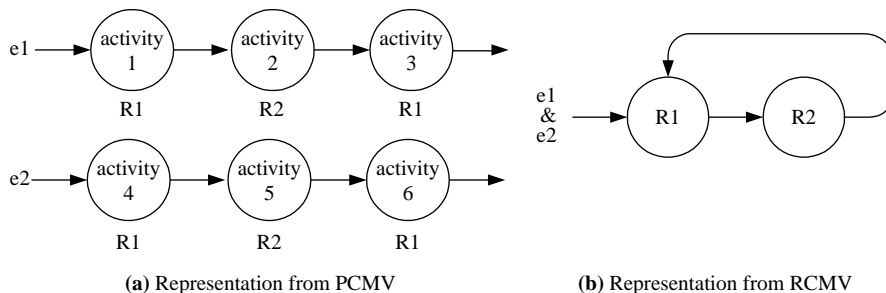 e1
activity
1
activity
2
activity
3
R1
R2
R1
e2
activity
4
activity
5
activity
6
R1
R2
R1
(a) Representation from PCMV
e1
&
e2
R1
R2
(b) Representation from RCMV